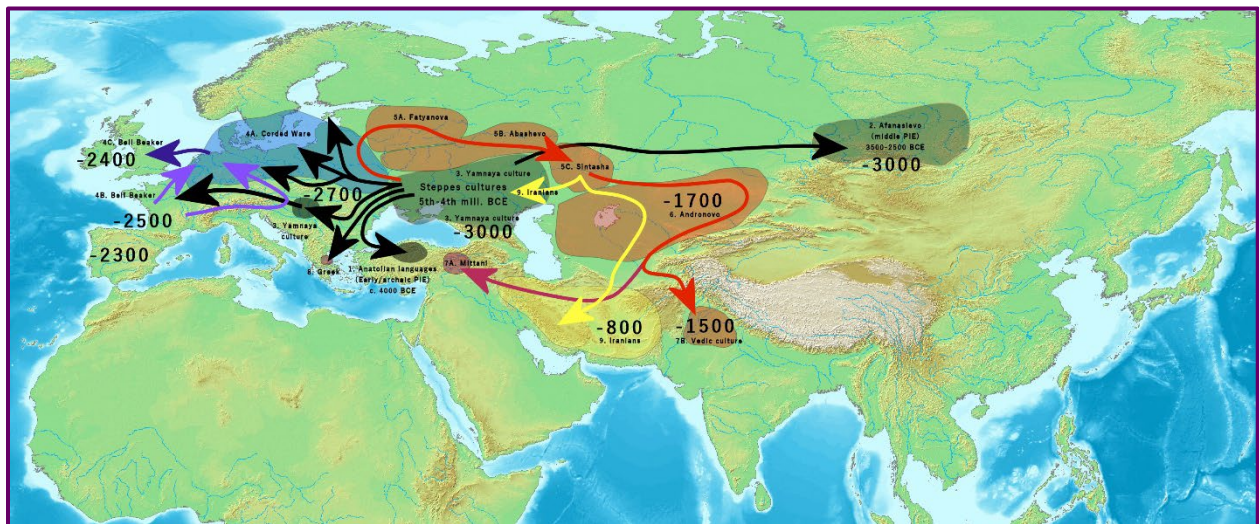 5A. Fatyanova
2. Afanasievo
(middle PIE)
3500-2500 BCE
-3000
4A. Corded Ware
5B. Abashevo
4C. Bell Beaker
-2400
5C. Sintasha
3. Yamnaya culture
Steppes cultures
5th-4th mill. BCE
9. Iranians
4B. Bell Beaker
-2700
-1700
6. Andronovo
-2500
3. Yamnaya
culture
3. Yamnaya culture
-3000
-2300
8. Greek
1. Anatolian languages
(Early/archaic PIE)
c. 4000 BCE
7A. Mittani
-800
9. Iranians
-1500
7B. Vedic culture